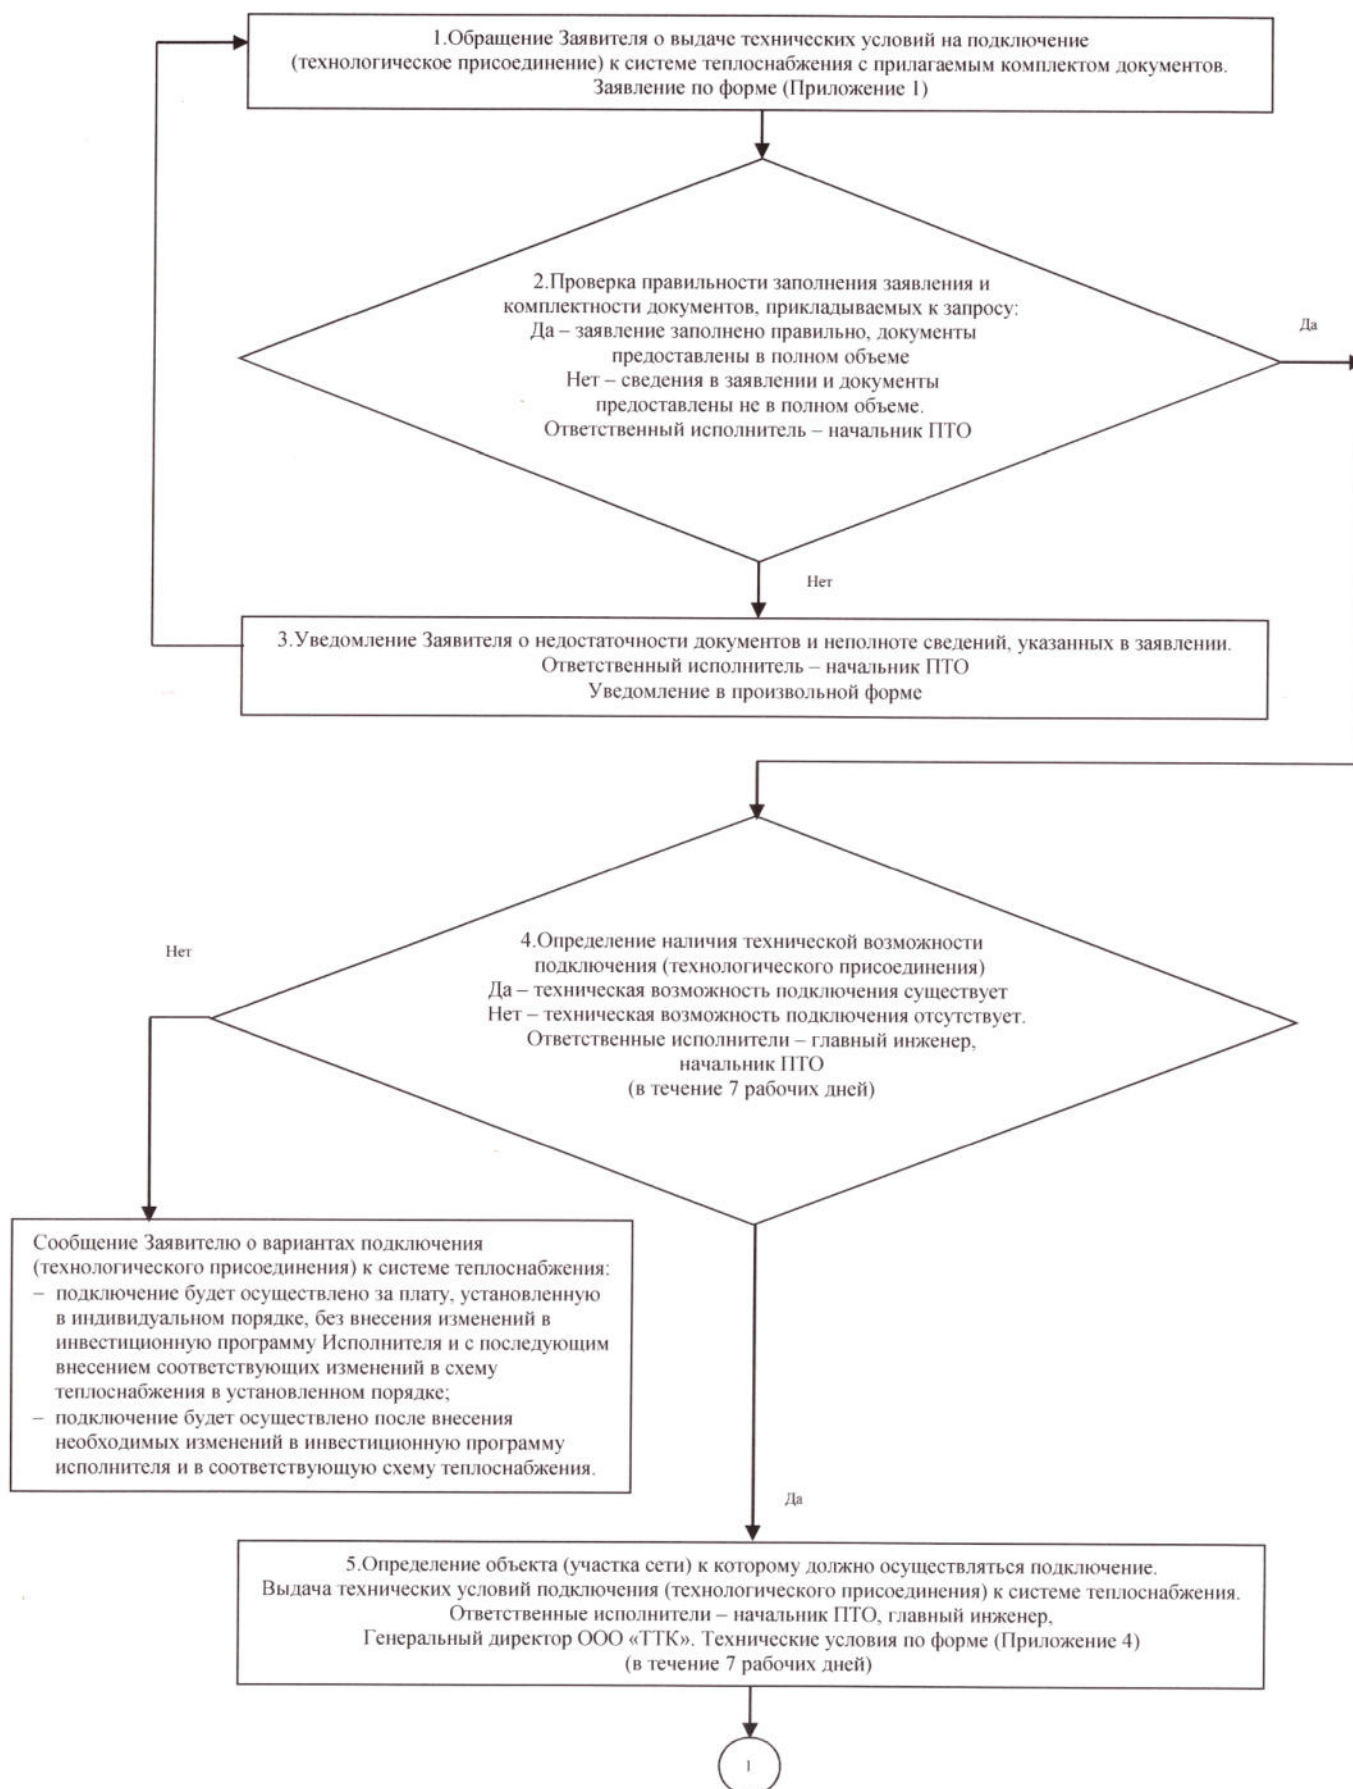 1.Обращение Заявителя о выдаче технических условий на подключение
(технологическое присоединение) к системе теплоснабжения с прилагаемым комплектом документов.
Заявление по форме (Приложение 1)
2.Проверка правильности заполнения заявления и
комплектности документов, прикладываемых к запросу:
Да – заявление заполнено правильно, документы
предоставлены в полном объеме
Нет – сведения в заявлении и документы
предоставлены не в полном объеме.
Ответственный исполнитель – начальник ПТО
Да
Нет
3.Уведомление Заявителя о недостаточности документов и неполноте сведений, указанных в заявлении.
Ответственный исполнитель – начальник ПТО
Уведомление в произвольной форме
4.Определение наличия технической возможности
подключения (технологического присоединения)
Да – техническая возможность подключения существует
Нет – техническая возможность подключения отсутствует.
Ответственные исполнители – главный инженер,
начальник ПТО
(в течение 7 рабочих дней)
Нет
Сообщение Заявителю о вариантах подключения
(технологического присоединения) к системе теплоснабжения:
– подключение будет осуществлено за плату, установленную
в индивидуальном порядке, без внесения изменений в
инвестиционную программу Исполнителя и с последующим
внесением соответствующих изменений в схему
теплоснабжения в установленном порядке;
– подключение будет осуществлено после внесения
необходимых изменений в инвестиционную программу
исполнителя и в соответствующую схему теплоснабжения.
Да
5.Определение объекта (участка сети) к которому должно осуществляться подключение.
Выдача технических условий подключения (технологического присоединения) к системе теплоснабжения.
Ответственные исполнители – начальник ПТО, главный инженер,
Генеральный директор ООО «ТТК». Технические условия по форме (Приложение 4)
(в течение 7 рабочих дней)
1